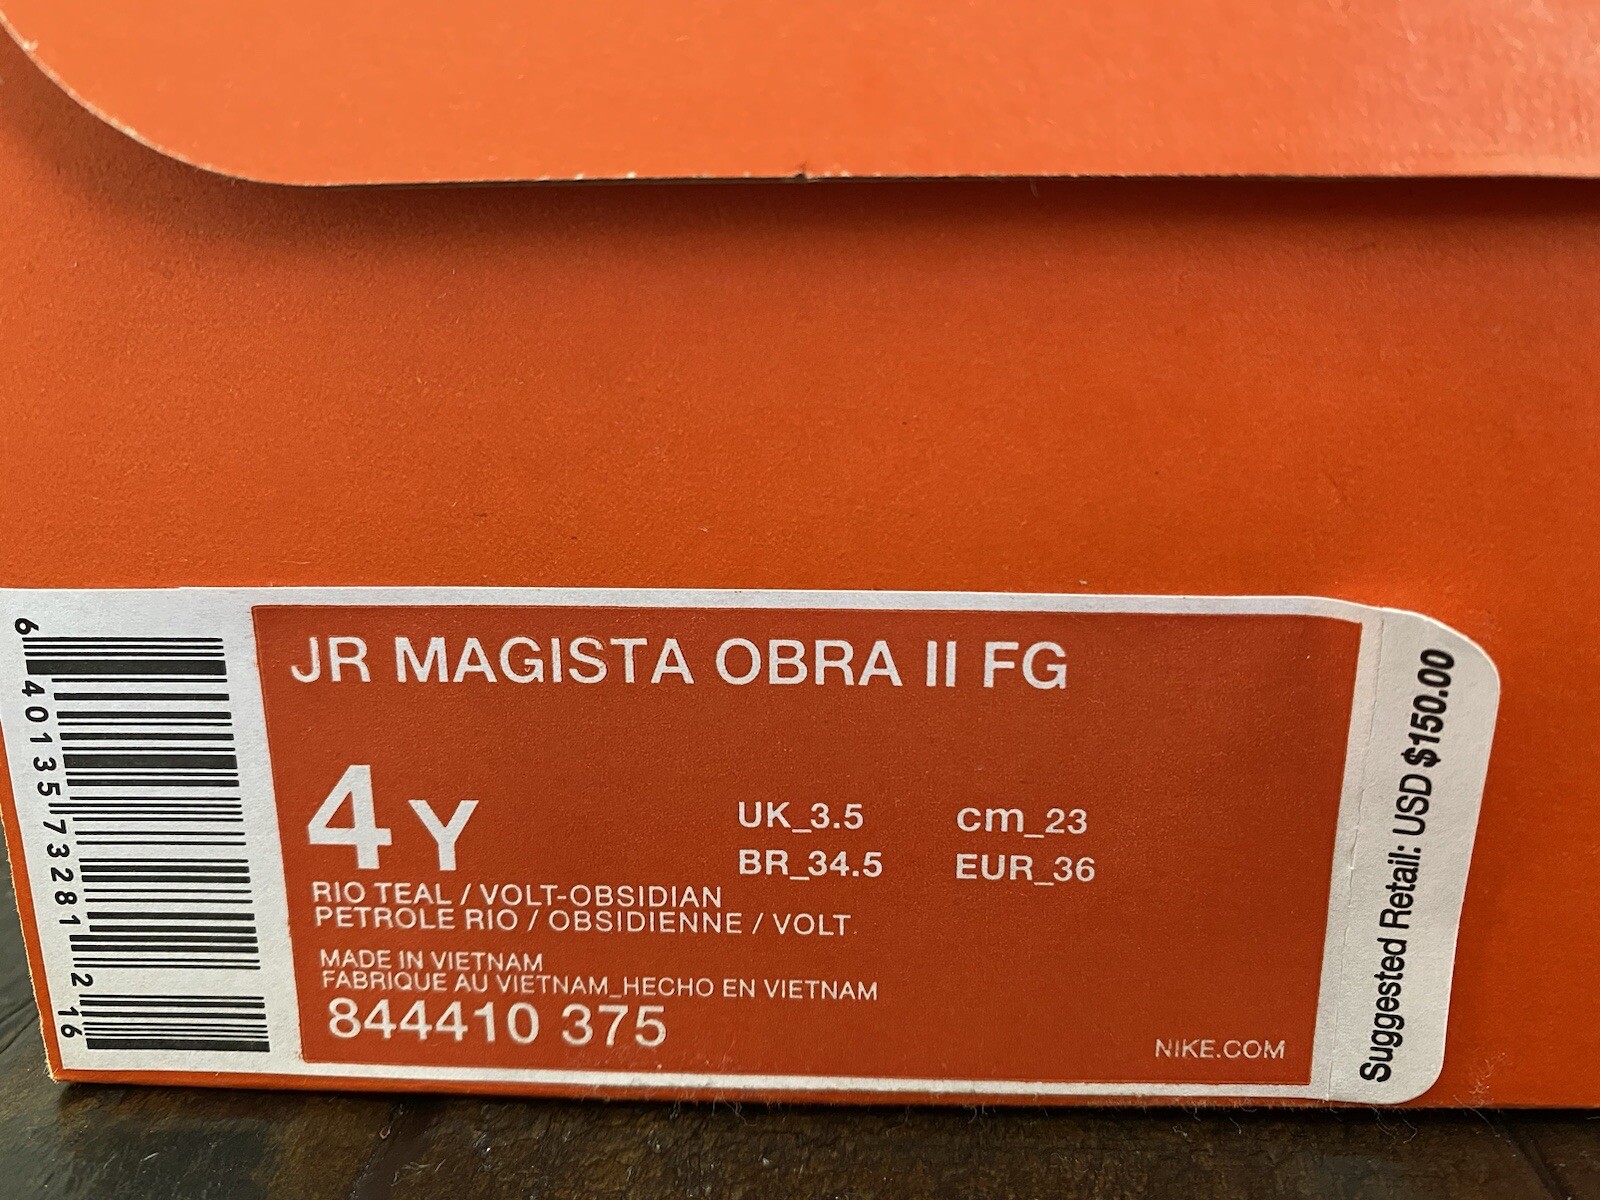 JR MAGISTA OBRA II FG
4Y
UK_3.5 cm_23
BR_34.5 EUR_36
RIO TEAL / VOLT-OBSIDIAN
PETROLE RIO / OBSIDIENNE / VOLT
MADE IN VIETNAM
FABRIQUE AU VIETNAM_HECHO EN VIETNAM
844410 375
NIKE.COM
6 40135 73281 2 16
Suggested Retail: USD $150.00